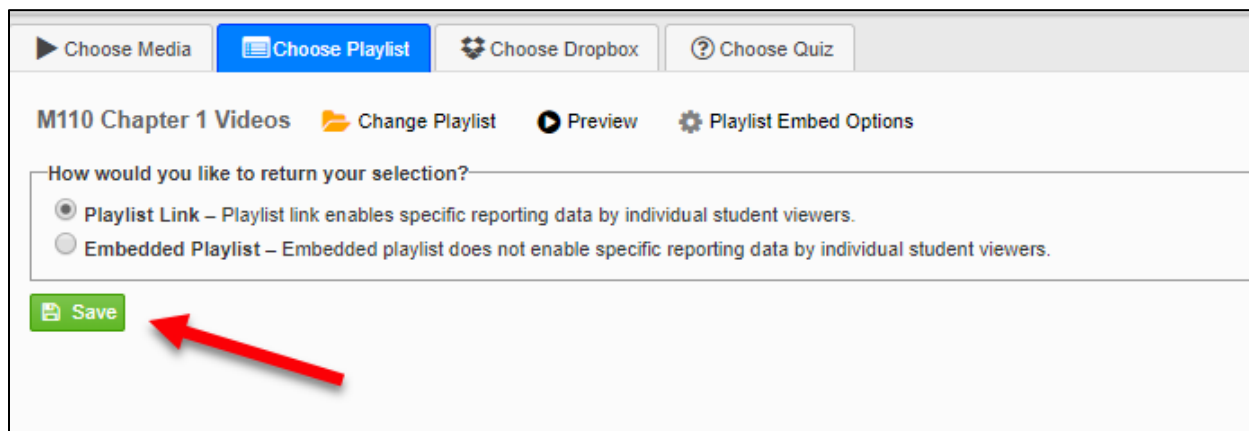 Choose Media Choose Playlist Choose Dropbox Choose Quiz
M110 Chapter 1 Videos Change Playlist Preview Playlist Embed Options
How would you like to return your selection?
Playlist Link – Playlist link enables specific reporting data by individual student viewers.
Embedded Playlist – Embedded playlist does not enable specific reporting data by individual student viewers.
Save